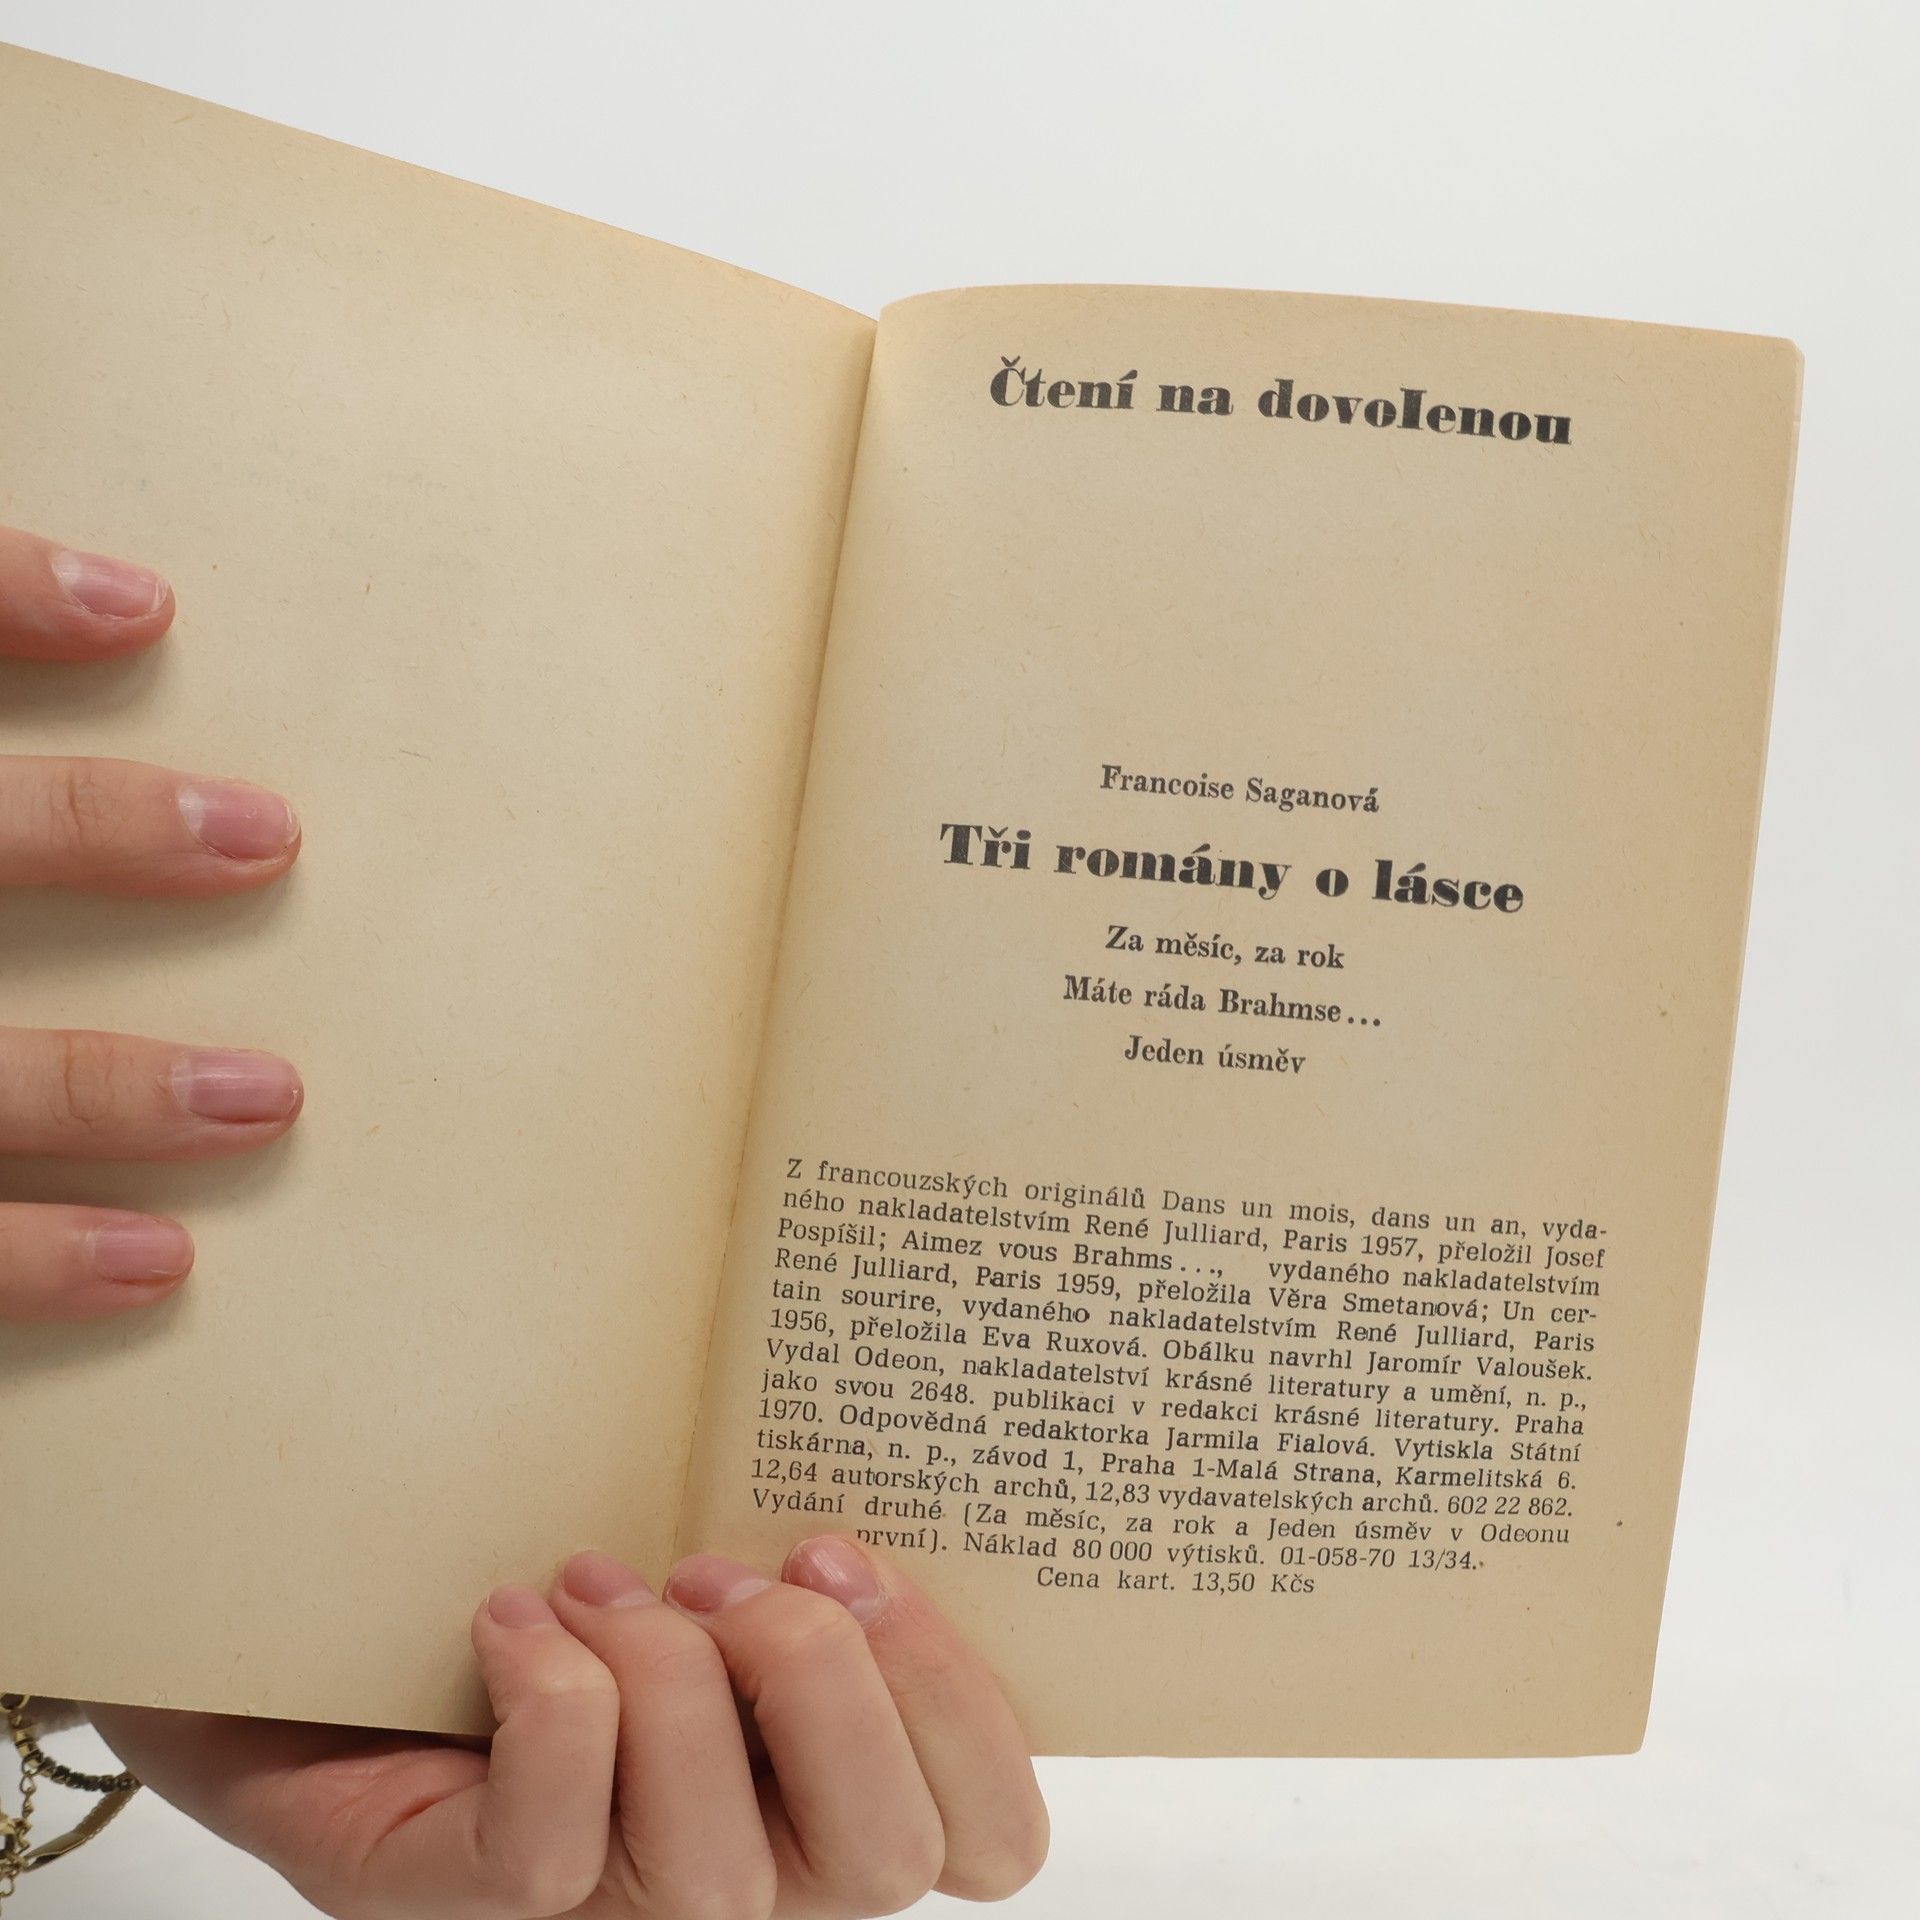 Čtení na dovolenou
Francoise Saganová
Tři romány o lásce
Za měsíc, za rok
Máte ráda Brahmse...
Jeden úsměv
Z francouzských originálů Dans un mois, dans un an, vyda-
ného nakladatelstvím René Julliard, Paris 1957, přeložil Josef
Pospíšil; Aimez vous Brahms..., vydaného nakladatelstvím
René Julliard, Paris 1959, přeložila Věra Smetanová; Un cer-
tain sourire, vydaného nakladatelstvím René Julliard, Paris
1956, přeložila Eva Ruxová. Obálku navrhl Jaromír Valoušek.
Vydal Odeon, nakladatelství krásné literatury a umění, n. p.,
jako svou 2648. publikaci v redakci krásné literatury. Praha
1970. Odpovědná redaktorka Jarmila Fialová. Vytiskla Státní
tiskárna, n. p., závod 1, Praha 1-Malá Strana, Karmelitská 6.
12,64 autorských archů, 12,83 vydavatelských archů. 602 22 862.
Vydání druhé (Za měsíc, za rok a Jeden úsměv v Odeonu
první). Náklad 80 000 výtisků. 01-058-70 13/34.
Cena kart. 13,50 Kčs